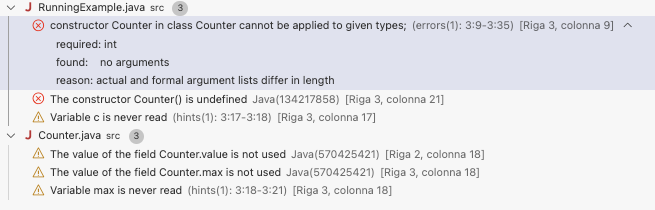 RunningExample.java src 3
constructor Counter in class Counter cannot be applied to given types; (errors(1): 3:9-3:35) [Riga 3, colonna 9]
required: int
found: no arguments
reason: actual and formal argument lists differ in length
The constructor Counter() is undefined Java(134217858) [Riga 3, colonna 21]
Variable c is never read (hints(1): 3:17-3:18) [Riga 3, colonna 17]
Counter.java src 3
The value of the field Counter.value is not used Java(570425421) [Riga 2, colonna 18]
The value of the field Counter.max is not used Java(570425421) [Riga 3, colonna 18]
Variable max is never read (hints(1): 3:18-3:21) [Riga 3, colonna 18]